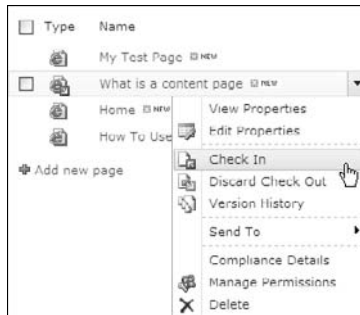 Type Name
My Test Page NEW
What is a content page NEW
Home NEW
How To Use
Add new page
View Properties
Edit Properties
Check In
Discard Check Out
Version History
Send To
Compliance Details
Manage Permissions
Delete